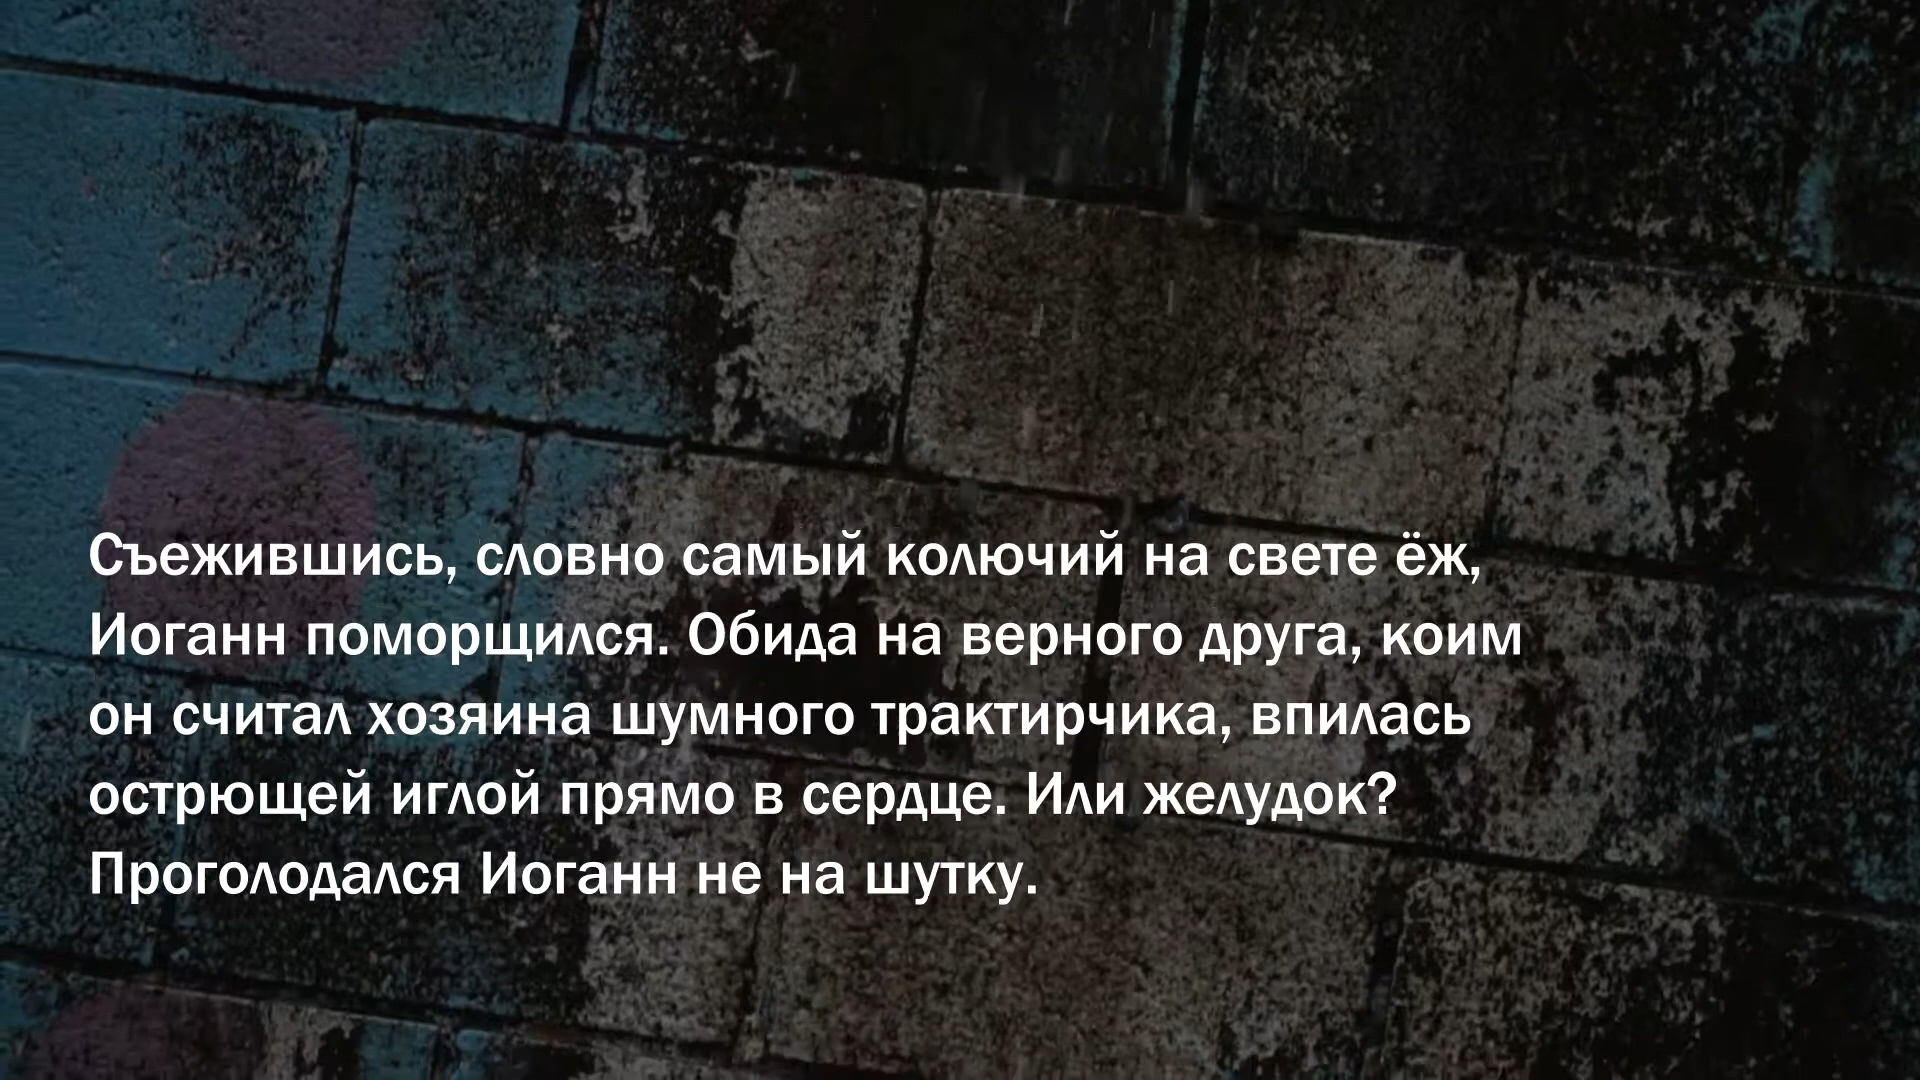 Съежившись, словно самый колючий на свете ёж,
Иоганн поморщился. Обида на верного друга, коим
он считал хозяина шумного трактирчика, впилась
острющей иглой прямо в сердце. Или желудок?
Проголодался Иоганн не на шутку.